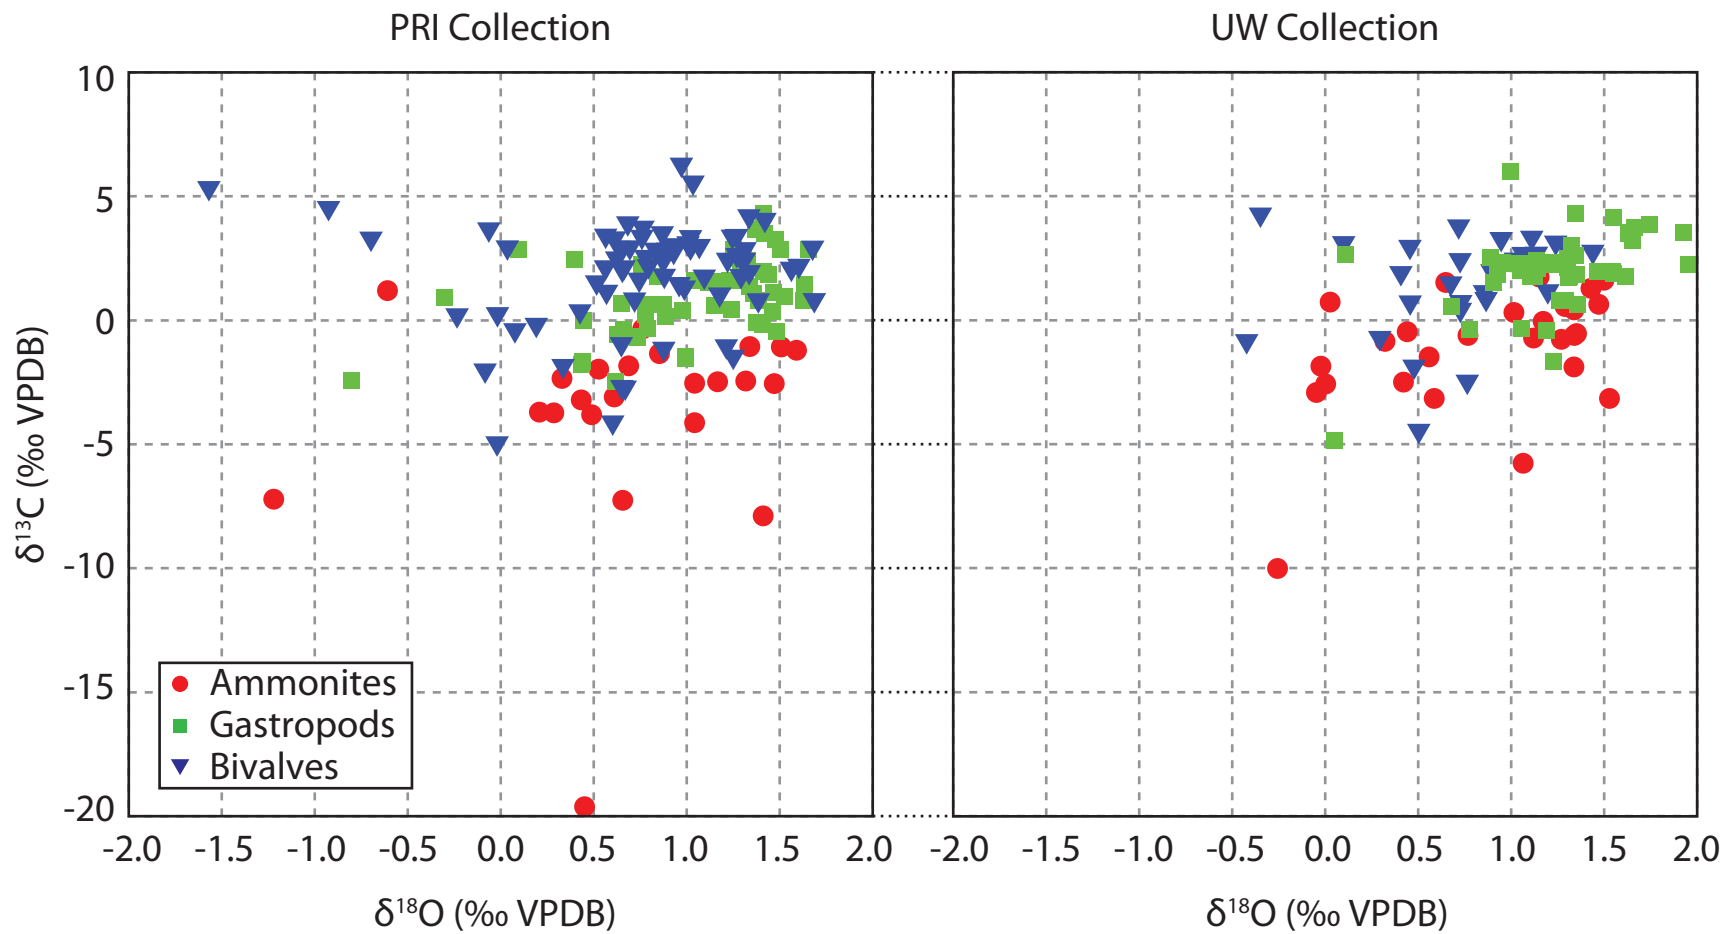 PRI Collection
UW Collection
10
5
0
-5
-10
-15
-20
δ¹³C (‰ VPDB)
Ammonites
Gastropods
Bivalves
-2.0 -1.5 -1.0 -0.5 0.0 0.5 1.0 1.5 2.0
-2.0 -1.5 -1.0 -0.5 0.0 0.5 1.0 1.5 2.0
δ¹⁸O (‰ VPDB)
δ¹⁸O (‰ VPDB)